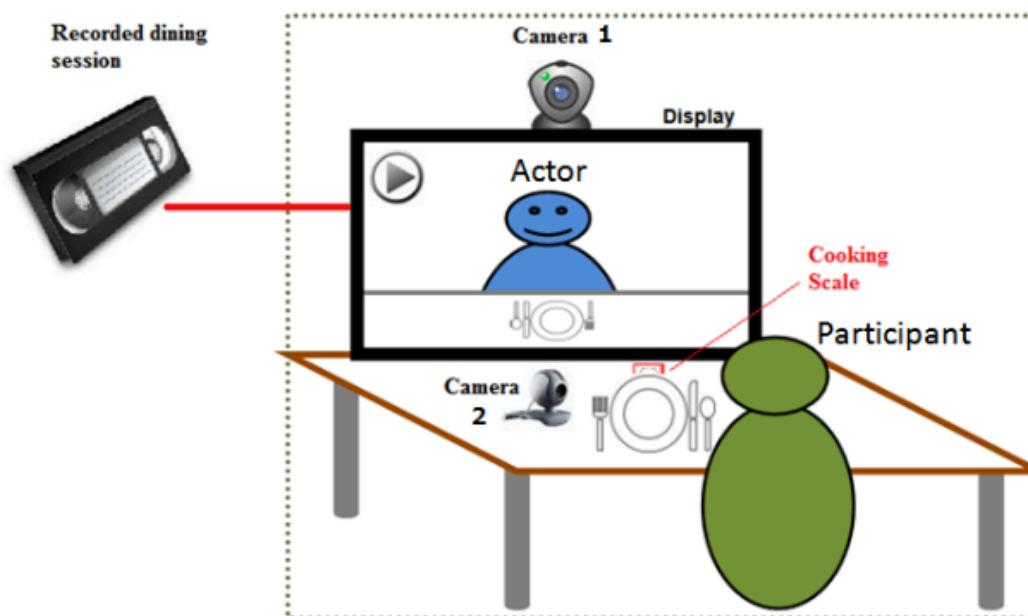 Recorded dining
session
Camera 1
Display
Actor
Cooking
Scale
Participant
Camera
2